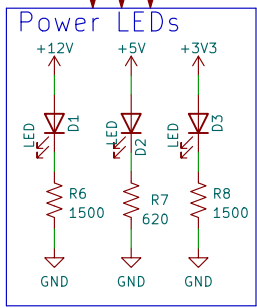 Power LEDs
+12V +5V +3V3
LED D1 LED D2 LED D3
R6 R7 R8
1500 620 1500
GND GND GND